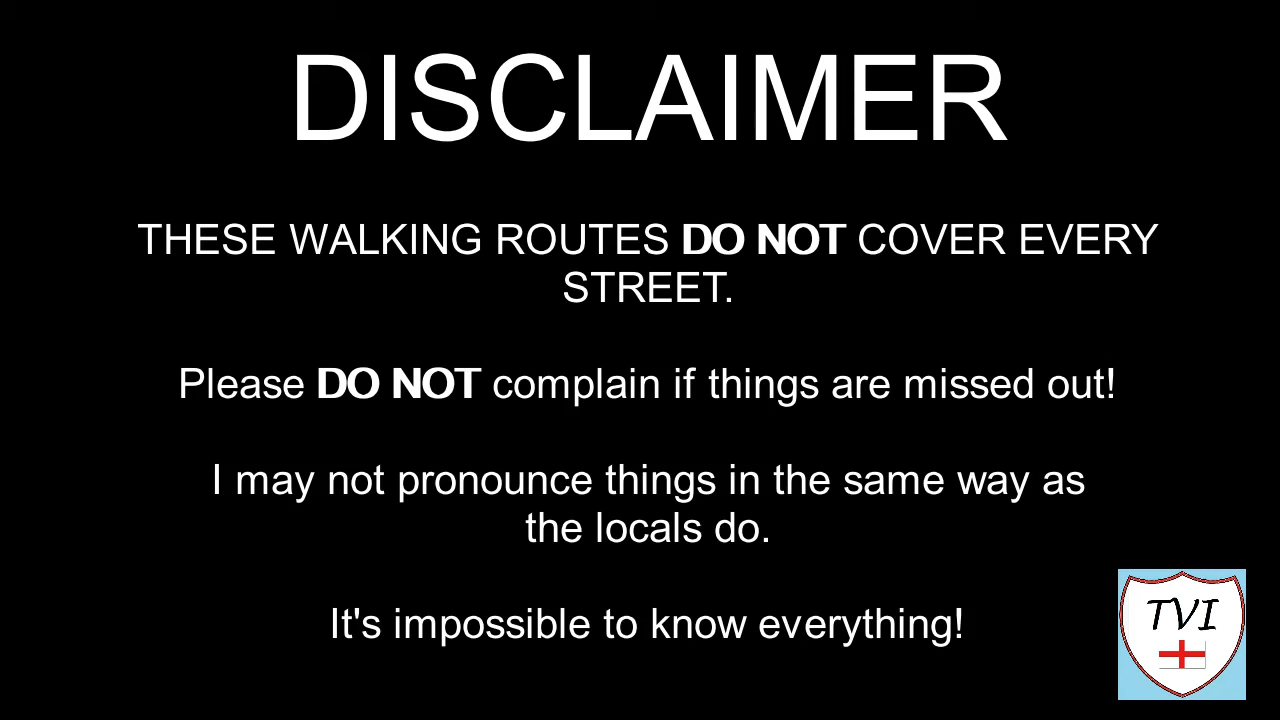 DISCLAIMER
THESE WALKING ROUTES DO NOT COVER EVERY
STREET.
Please DO NOT complain if things are missed out!
I may not pronounce things in the same way as
the locals do.
It's impossible to know everything!
TVI